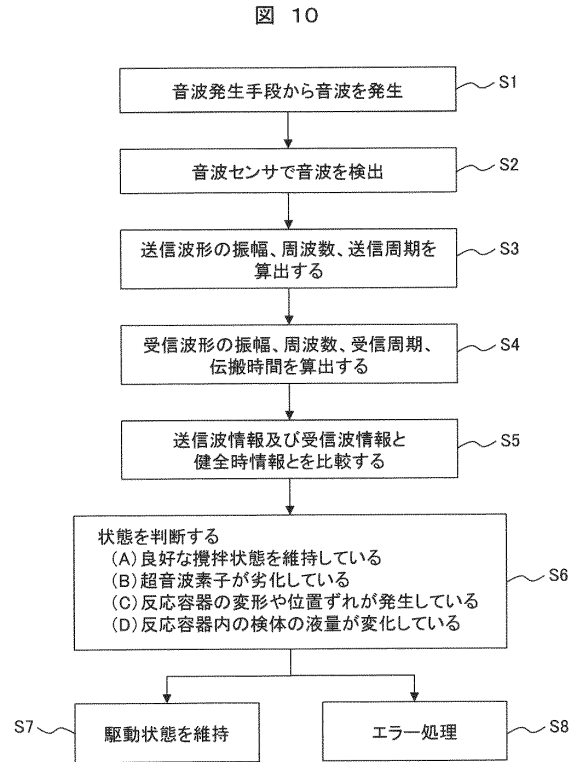 図 10
音波発生手段から音波を発生
S1
音波センサで音波を検出
S2
送信波形の振幅、周波数、送信周期を
算出する
S3
受信波形の振幅、周波数、受信周期、
伝搬時間を算出する
S4
送信波情報及び受信波情報と
健全時情報とを比較する
S5
状態を判断する
(A)良好な攪拌状態を維持している
(B)超音波素子が劣化している
(C)反応容器の変形や位置ずれが発生している
(D)反応容器内の検体の液量が変化している
S6
S7
駆動状態を維持
エラー処理
S8